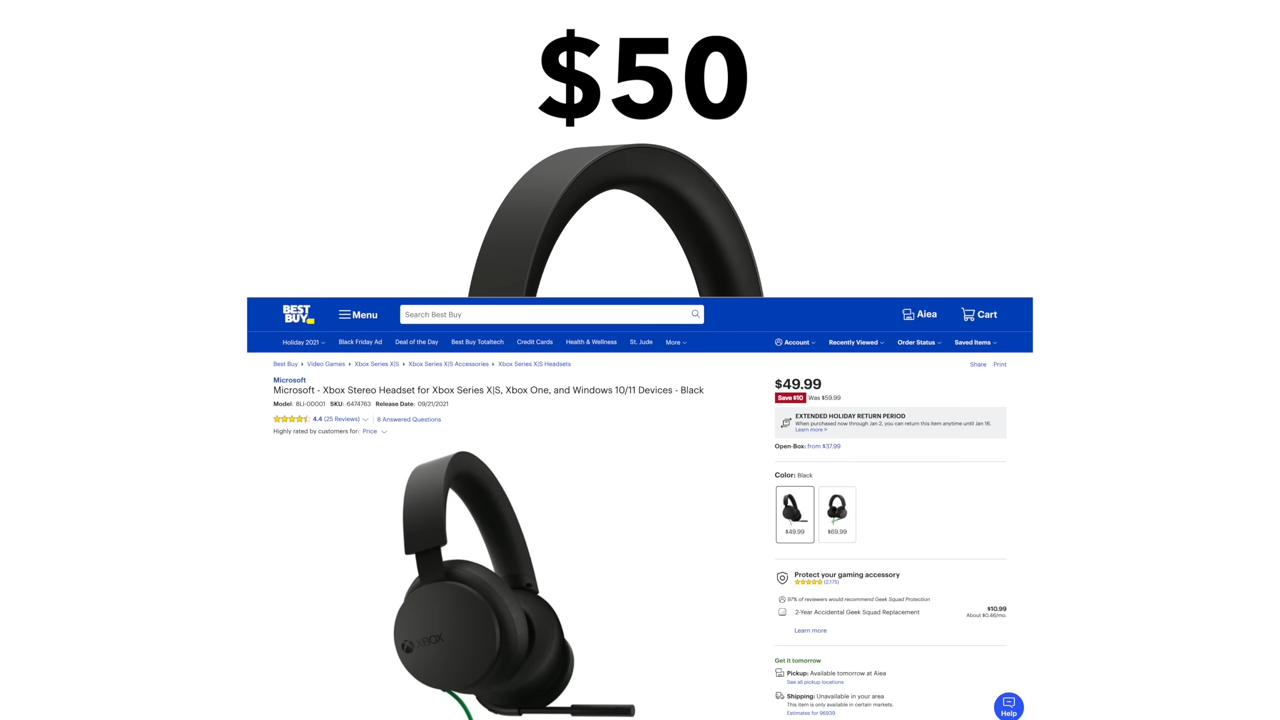 $50
BEST
BUY
Menu
Search Best Buy
Aiea
Cart
Holiday 2021
Black Friday Ad
Deal of the Day
Best Buy Totaltech
Credit Cards
Health & Wellness
St. Jude
More
Account
Recently Viewed
Order Status
Saved Items
Best Buy
Video Games
Xbox Series X|S
Xbox Series X|S Accessories
Xbox Series X|S Headsets
Share
Print
Microsoft
Microsoft - Xbox Stereo Headset for Xbox Series X|S, Xbox One, and Windows 10/11 Devices - Black
Model: 8LI-00001 SKU: 6474763 Release Date: 09/21/2021
4.4 (25 Reviews) | 8 Answered Questions
Highly rated by customers for: Price
XBOX
$49.99
Save $10 Was $59.99
EXTENDED HOLIDAY RETURN PERIOD
When purchased now through Jan 2, you can return this item anytime until Jan 16.
Learn more >
Open-Box: from $37.99
Color: Black
$49.99
$69.99
Protect your gaming accessory
(2,175)
97% of reviewers would recommend Geek Squad Protection
2-Year Accidental Geek Squad Replacement
$10.99
About $0.46/mo.
Learn more
Get it tomorrow
Pickup: Available tomorrow at Aiea
See all pickup locations
Shipping: Unavailable in your area
This item is only available in certain markets.
Estimates for 96939
Help